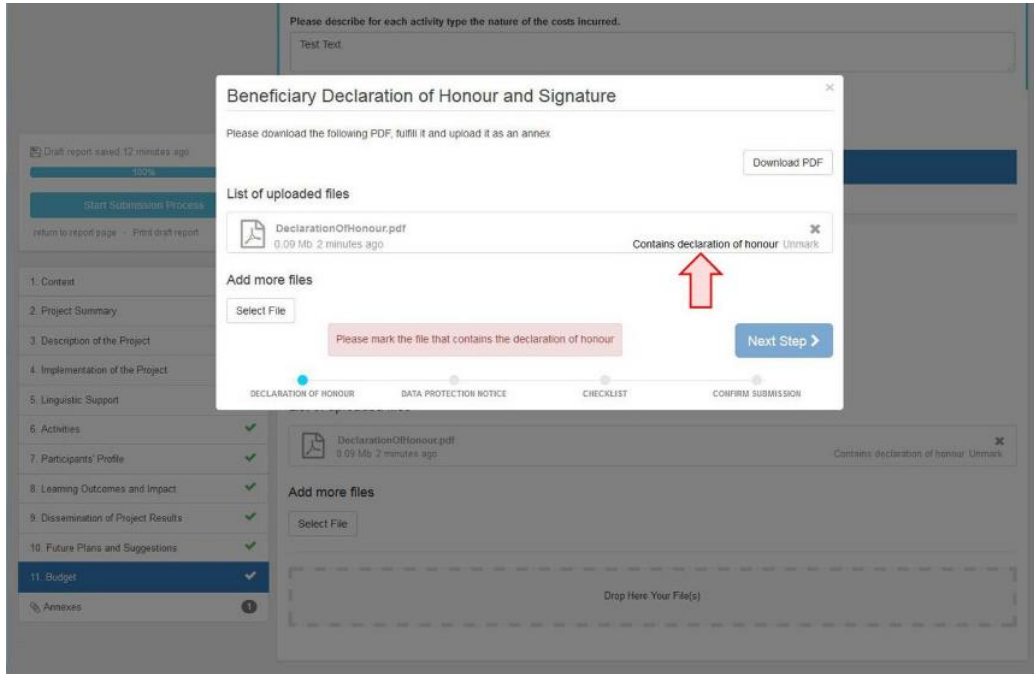 Please describe for each activity type the nature of the costs incurred.
Test Text
Beneficiary Declaration of Honour and Signature
×
Please download the following PDF, fulfill it and upload it as an annex
Download PDF
List of uploaded files
DeclarationOfHonour.pdf
0.09 Mb 2 minutes ago
Contains declaration of honour Unmark
Add more files
Select File
Please mark the file that contains the declaration of honour
Next Step
DECLARATION OF HONOUR
DATA PROTECTION NOTICE
CHECKLIST
CONFIRM SUBMISSION
Draft report saved 12 minutes ago
100%
Start Submission Process
return to report page - Print draft report
1. Context
2. Project Summary
3. Description of the Project
4. Implementation of the Project
5. Linguistic Support
6. Activities
7. Participants' Profile
8. Learning Outcomes and Impact
9. Dissemination of Project Results
10. Future Plans and Suggestions
11. Budget
Annexes
1
DeclarationOfHonour.pdf
0.09 Mb 2 minutes ago
Contains declaration of honour Unmark
Add more files
Select File
Drop Here Your File(s)